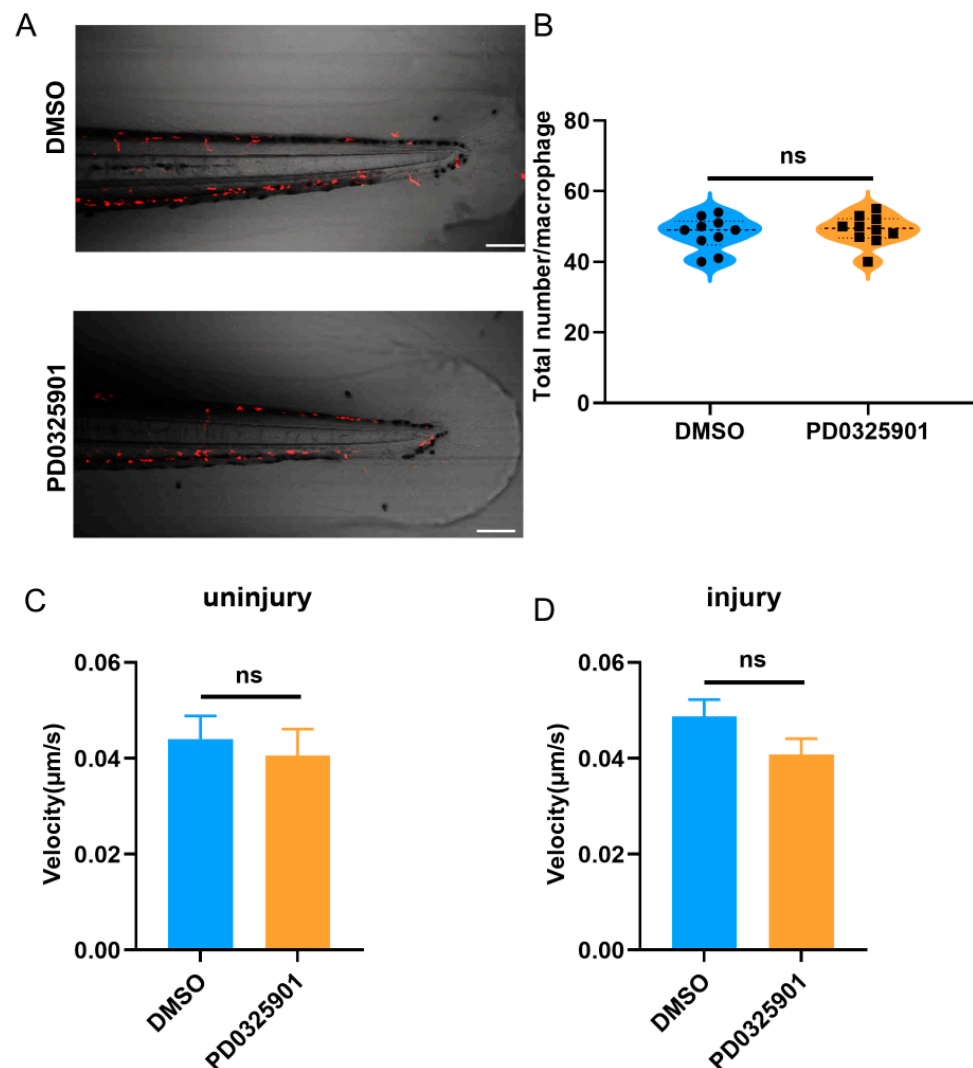 A
DMSO
PD0325901
B
Total number/macrophage
80
60
40
20
0
ns
DMSO
PD0325901
C
uninjury
Velocity(μm/s)
0.06
0.04
0.02
0.00
ns
DMSO
PD0325901
D
injury
Velocity(μm/s)
0.06
0.04
0.02
0.00
ns
DMSO
PD0325901